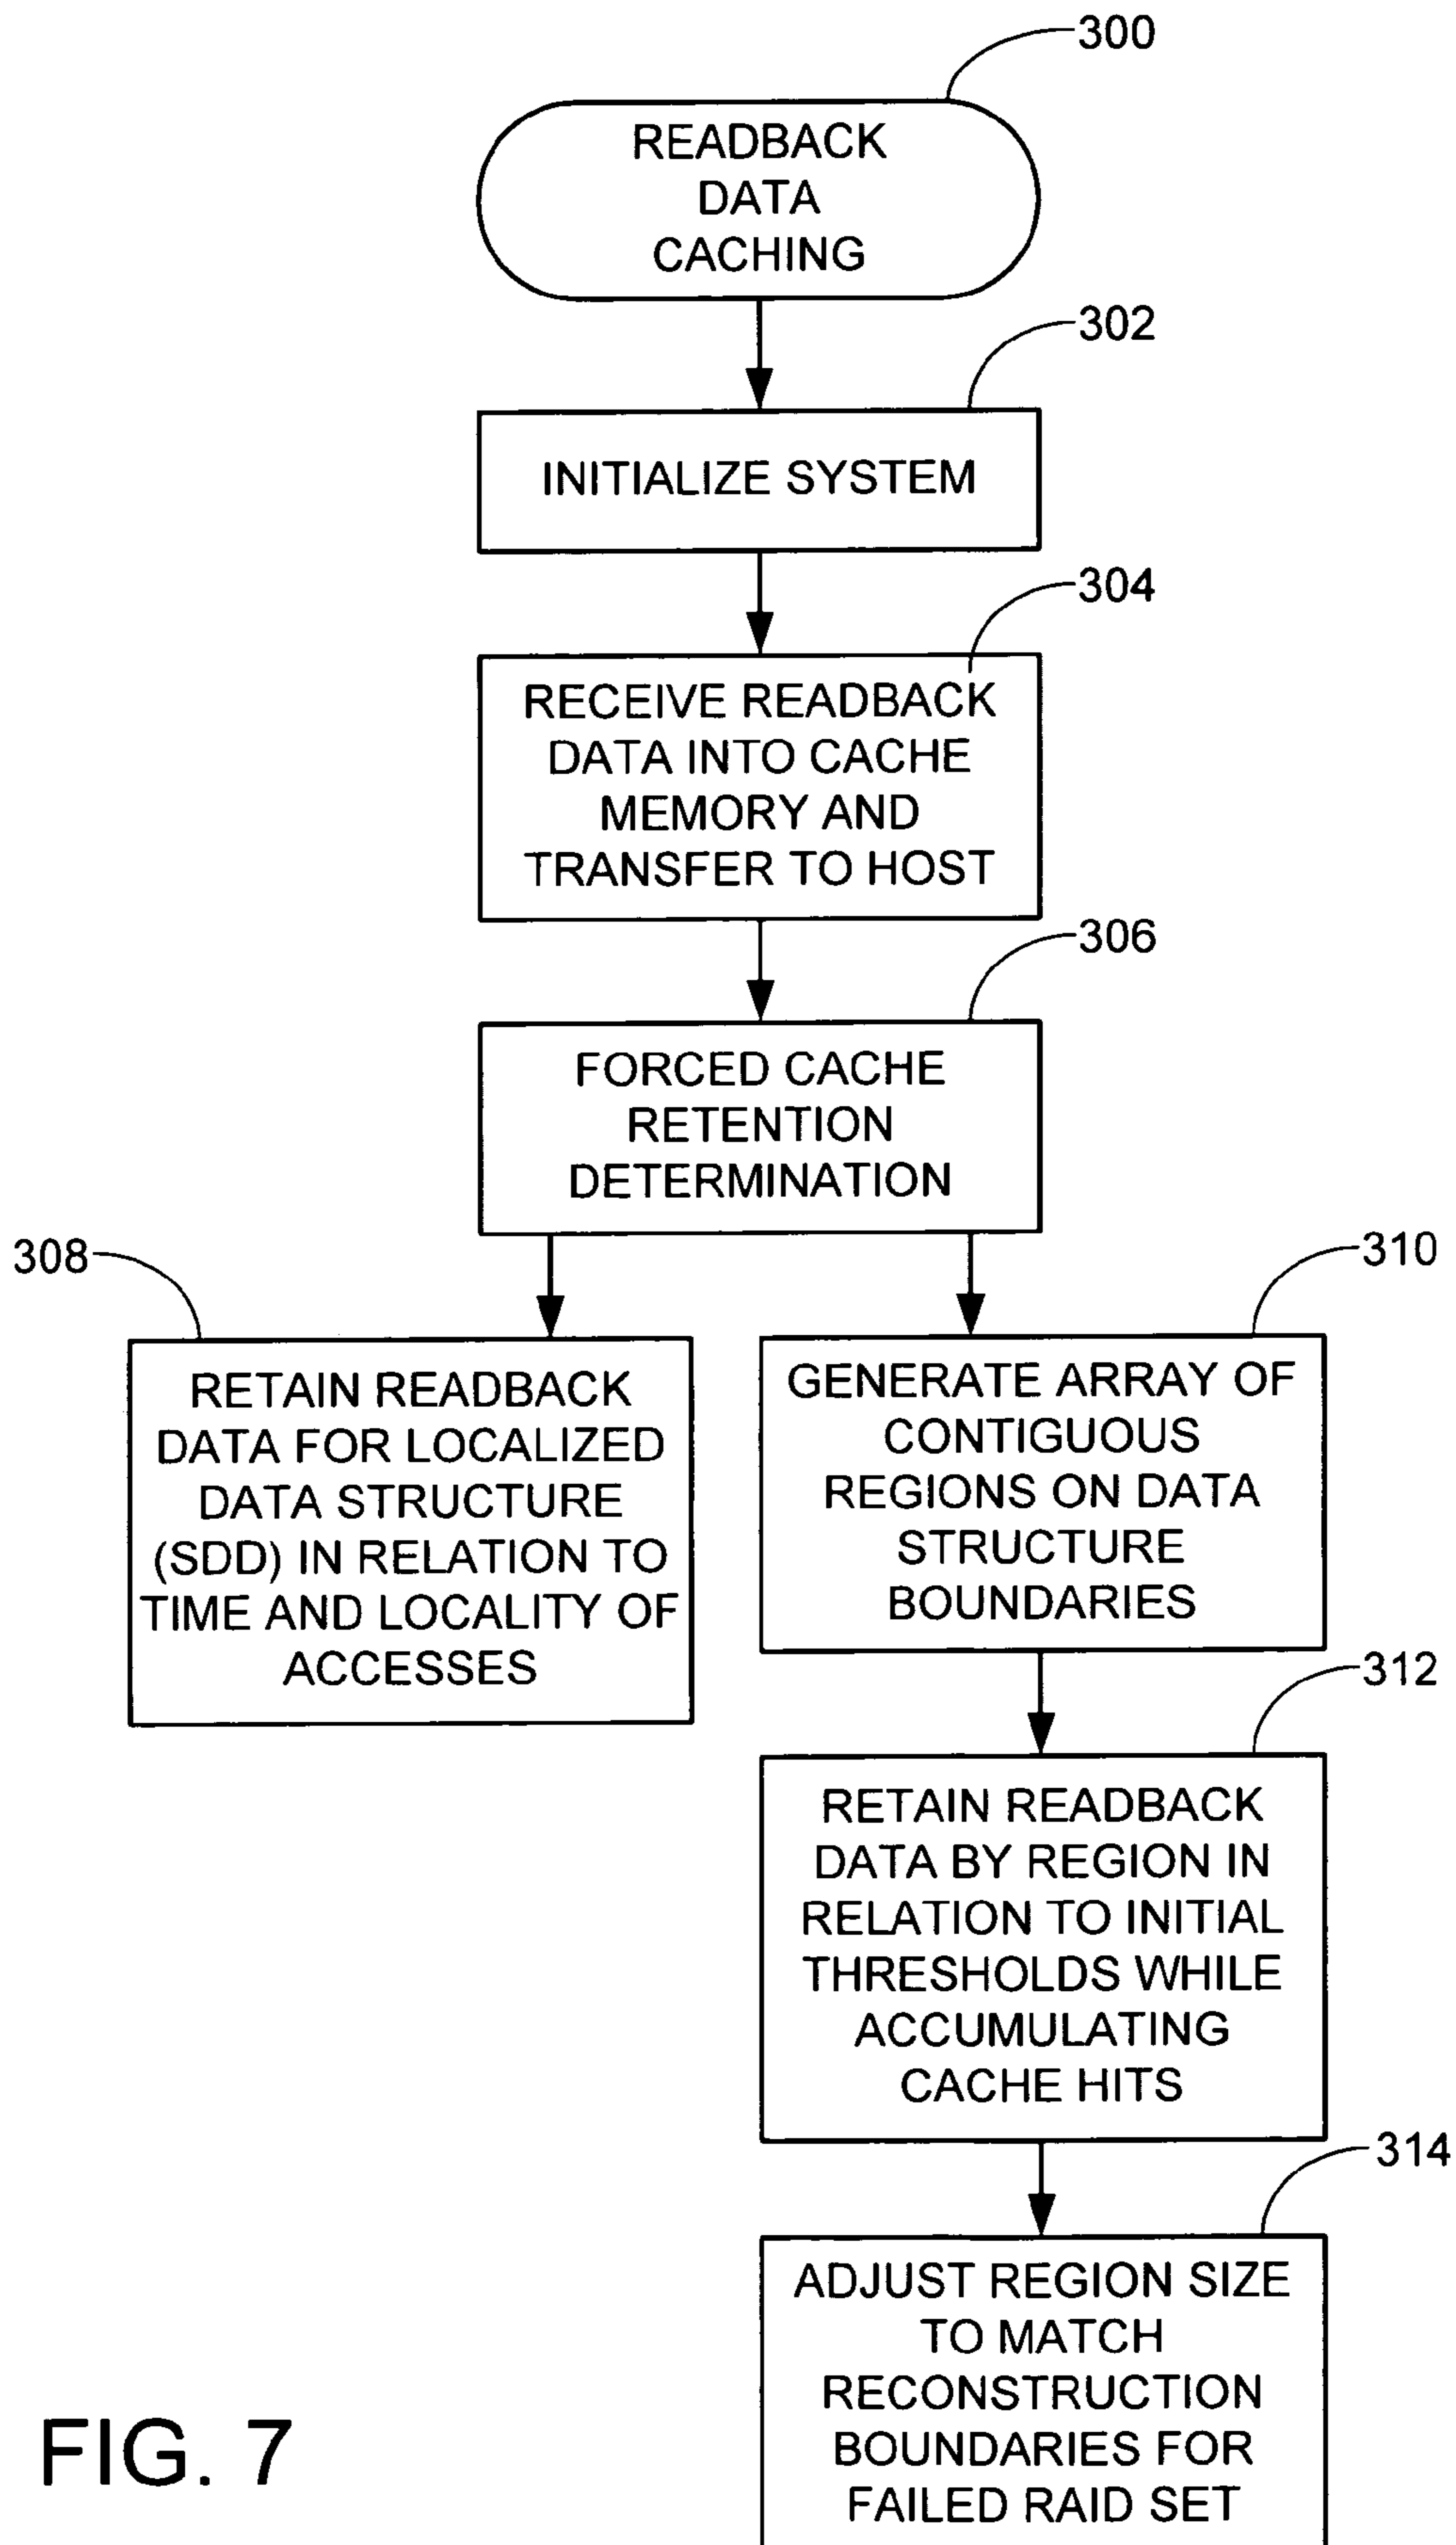 300
READBACK
DATA
CACHING
302
INITIALIZE SYSTEM
304
RECEIVE READBACK
DATA INTO CACHE
MEMORY AND
TRANSFER TO HOST
306
FORCED CACHE
RETENTION
DETERMINATION
308
RETAIN READBACK
DATA FOR LOCALIZED
DATA STRUCTURE
(SDD) IN RELATION TO
TIME AND LOCALITY OF
ACCESSES
310
GENERATE ARRAY OF
CONTIGUOUS
REGIONS ON DATA
STRUCTURE
BOUNDARIES
312
RETAIN READBACK
DATA BY REGION IN
RELATION TO INITIAL
THRESHOLDS WHILE
ACCUMULATING
CACHE HITS
314
ADJUST REGION SIZE
TO MATCH
RECONSTRUCTION
BOUNDARIES FOR
FAILED RAID SET
FIG. 7